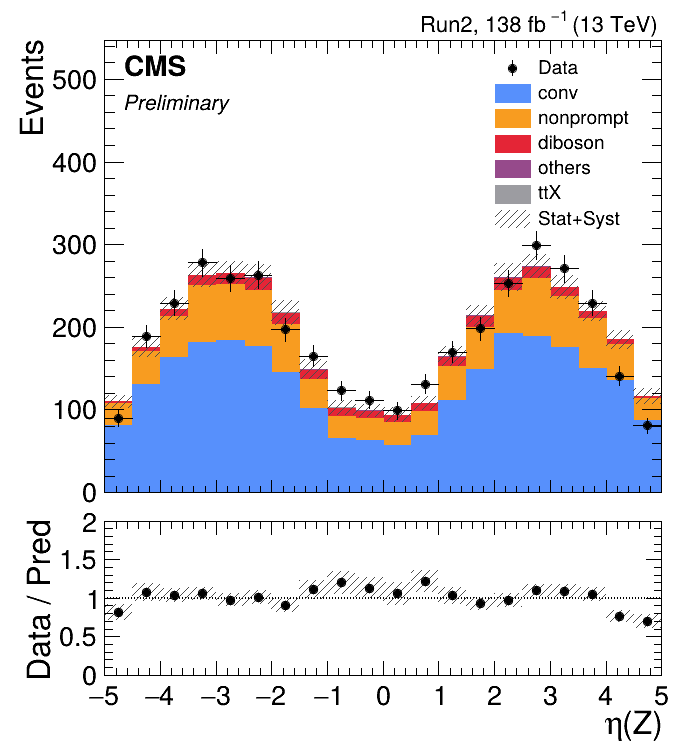 Run2, 138 fb⁻¹ (13 TeV)
Events
500
400
300
200
100
0
CMS
Preliminary
Data
conv
nonprompt
diboson
others
ttX
Stat+Syst
Data / Pred
2
1.5
1
0.5
0
−5 −4 −3 −2 −1 0 1 2 3 4 5
η(Z)